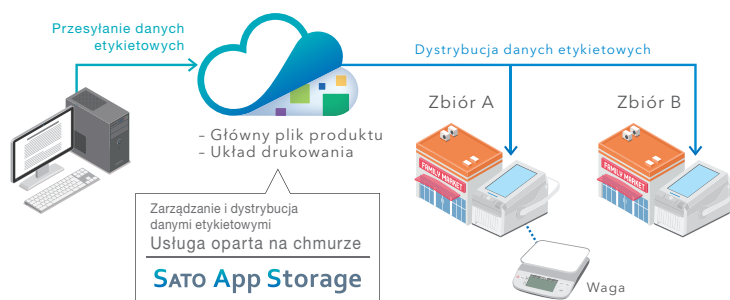 Przesyłanie danych
etykietowych
Dystrybucja danych etykietowych
Zbiór A
Zbiór B
– Główny plik produktu
– Układ drukowania
FAMILY MARKET
FAMILY MARKET
Zarządzanie i dystrybucja
danymi etykietowymi
Usługa oparta na chmurze
SATO App Storage
Waga